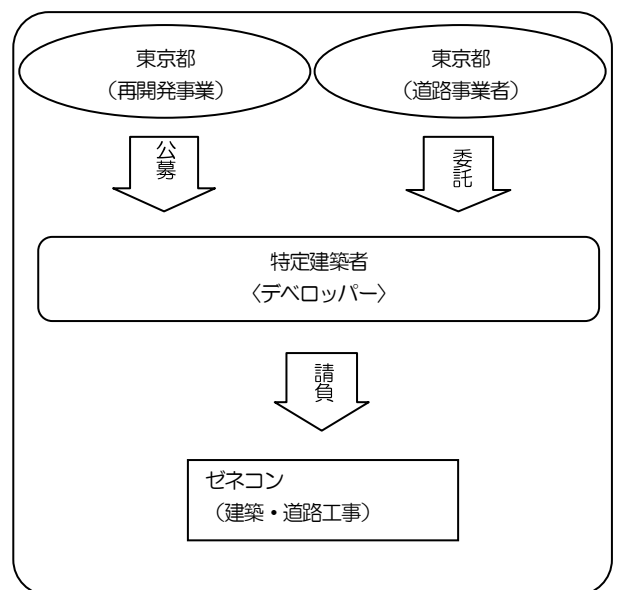 東京都
（再開発事業）
東京都
（道路事業者）
公募
委託
特定建築者
〈デベロッパー〉
請負
ゼネコン
（建築・道路工事）